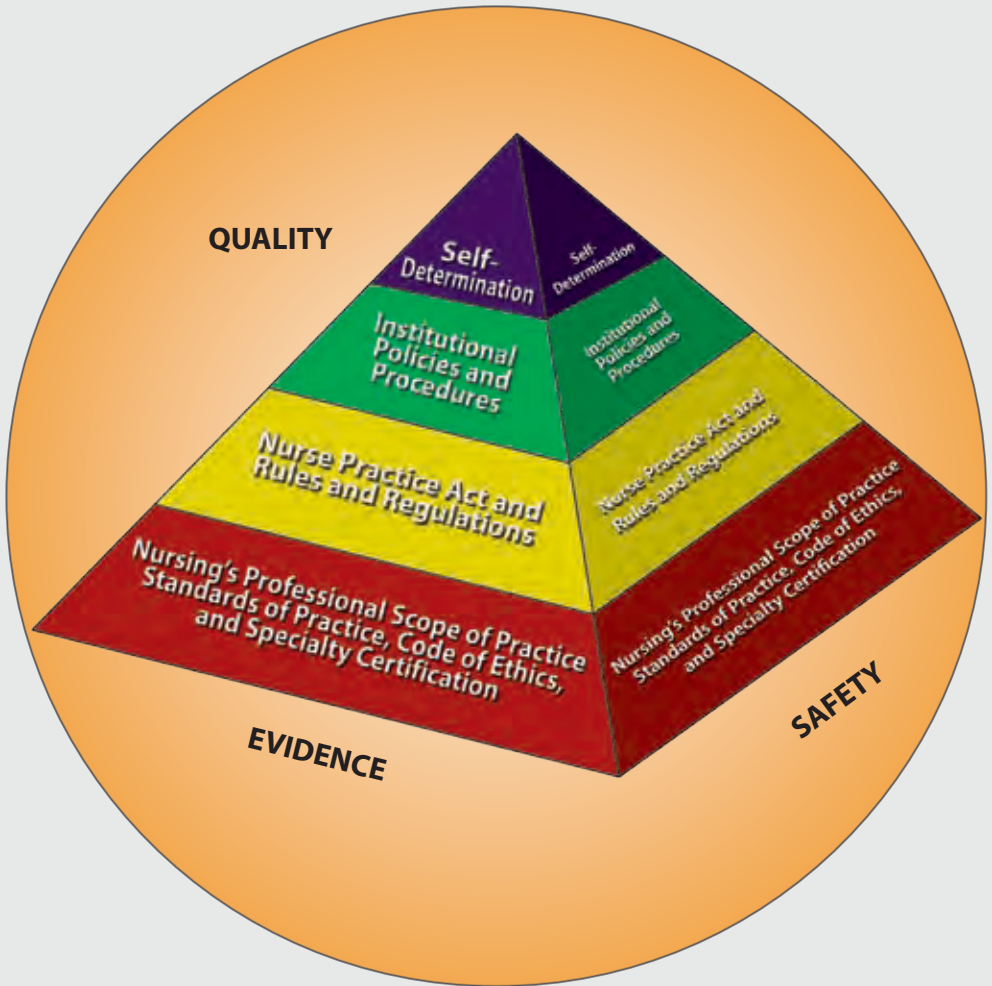 QUALITY
Self-
Determination
Self-
Determination
Institutional
Policies and
Procedures
Institutional
Policies and
Procedures
Nurse Practice Act and
Rules and Regulations
Nurse Practice Act and
Rules and Regulations
Nursing's Professional Scope of Practice
Standards of Practice, Code of Ethics,
and Specialty Certification
Nursing's Professional Scope of Practice
Standards of Practice, Code of Ethics,
and Specialty Certification
EVIDENCE
SAFETY